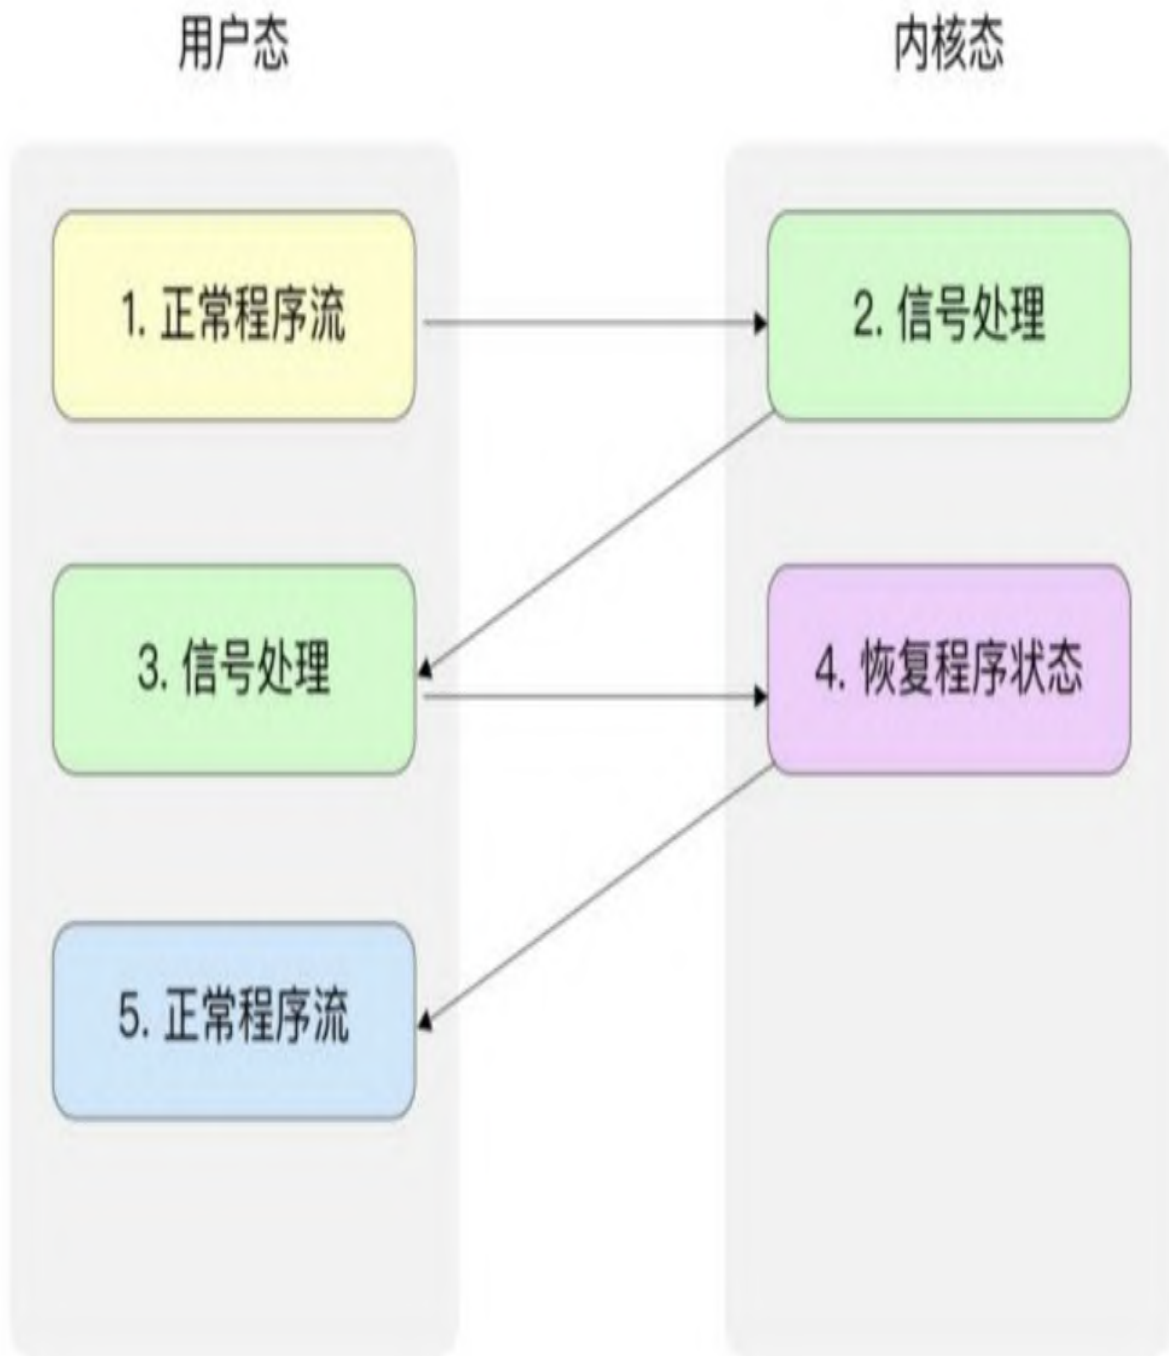 用户态
内核态
1. 正常程序流
2. 信号处理
3. 信号处理
4. 恢复程序状态
5. 正常程序流